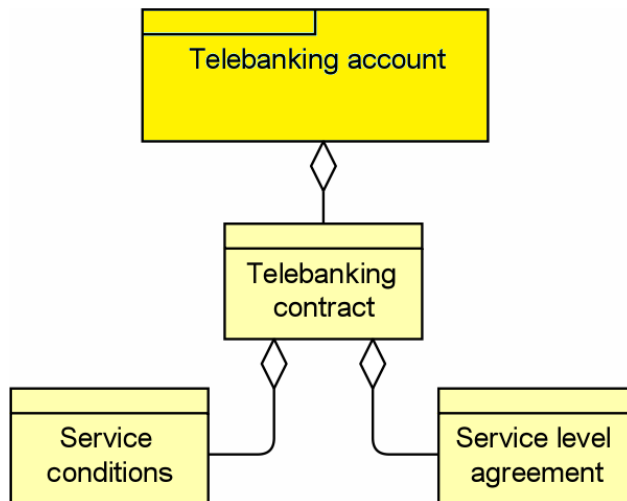 Telebanking account
Telebanking
contract
Service
conditions
Service level
agreement